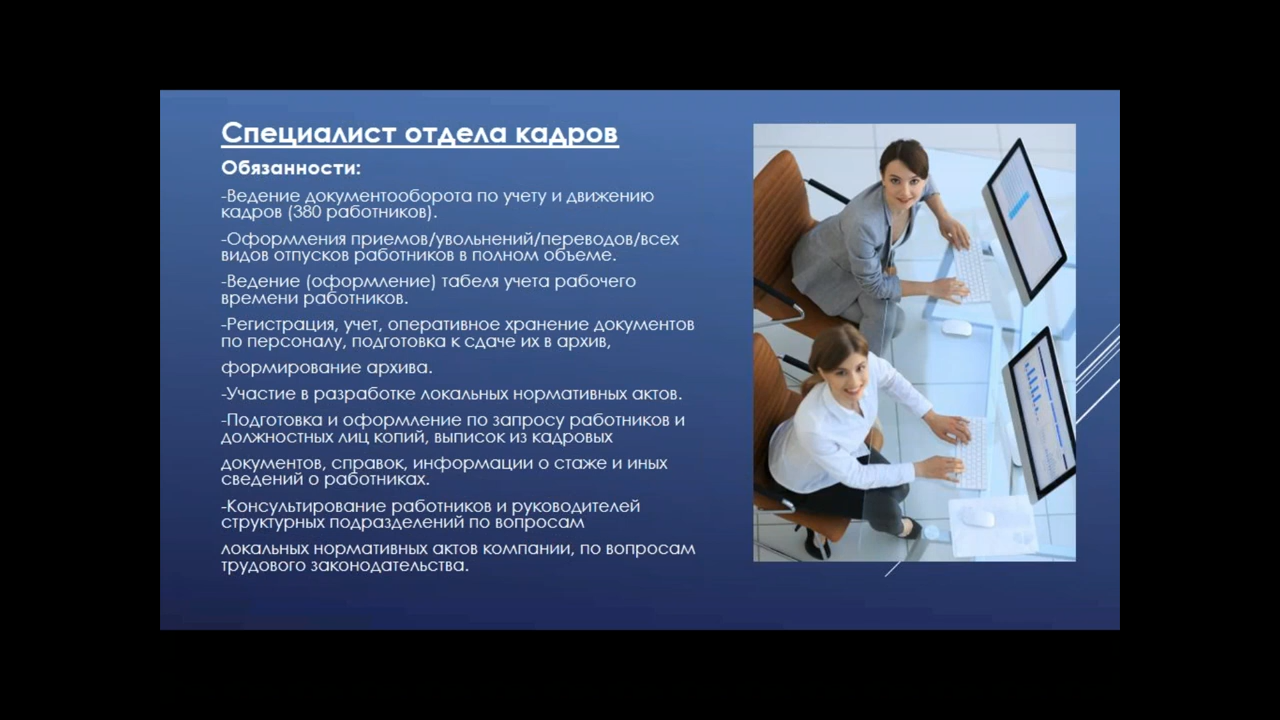 Специалист отдела кадров
Обязанности:
-Ведение документооборота по учету и движению
кадров (380 работников).
-Оформления приемов/увольнений/переводов/всех
видов отпусков работников в полном объеме.
-Ведение (оформление) табеля учета рабочего
времени работников.
-Регистрация, учет, оперативное хранение документов
по персоналу, подготовка к сдаче их в архив,
формирование архива.
-Участие в разработке локальных нормативных актов.
-Подготовка и оформление по запросу работников и
должностных лиц копий, выписок из кадровых
документов, справок, информации о стаже и иных
сведений о работниках.
-Консультирование работников и руководителей
структурных подразделений по вопросам
локальных нормативных актов компании, по вопросам
трудового законодательства.